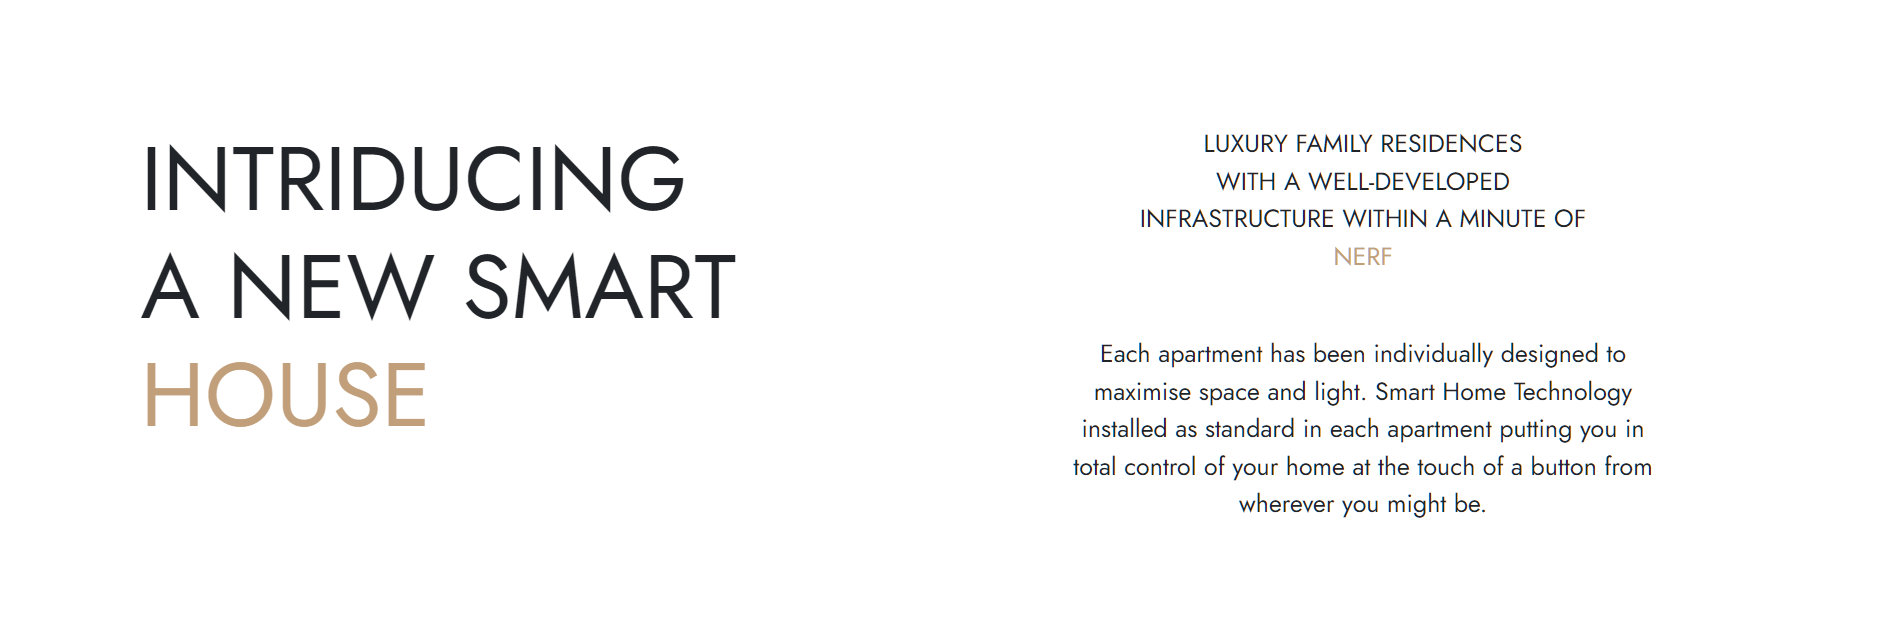 INTRIDUCING
A NEW SMART
HOUSE
LUXURY FAMILY RESIDENCES
WITH A WELL-DEVELOPED
INFRASTRUCTURE WITHIN A MINUTE OF
NERF
Each apartment has been individually designed to
maximise space and light. Smart Home Technology
installed as standard in each apartment putting you in
total control of your home at the touch of a button from
wherever you might be.